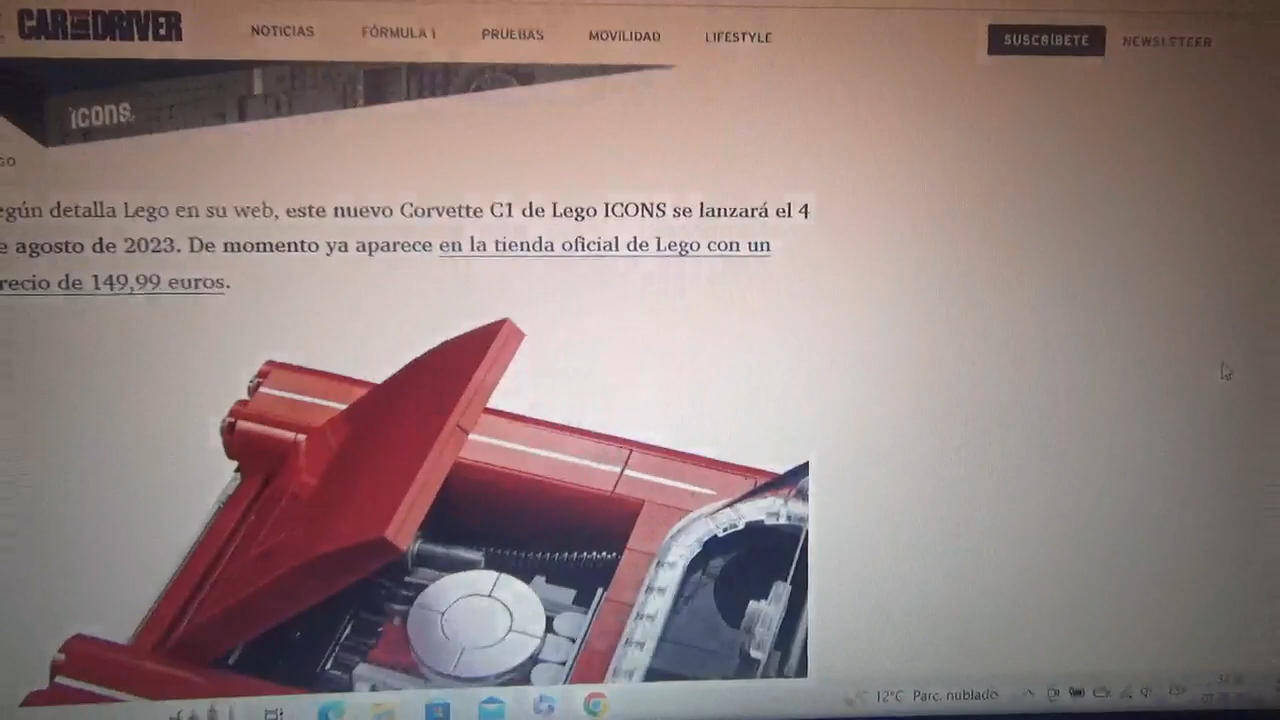 CAR AND DRIVER
NOTICIAS FÓRMULA 1 PRUEBAS MOVILIDAD LIFESTYLE SUSCRÍBETE NEWSLETTER
icons.
GO
egún detalla Lego en su web, este nuevo Corvette C1 de Lego ICONS se lanzará el 4
e agosto de 2023. De momento ya aparece en la tienda oficial de Lego con un
recio de 149,99 euros.
12°C Parc. nublado
ESP